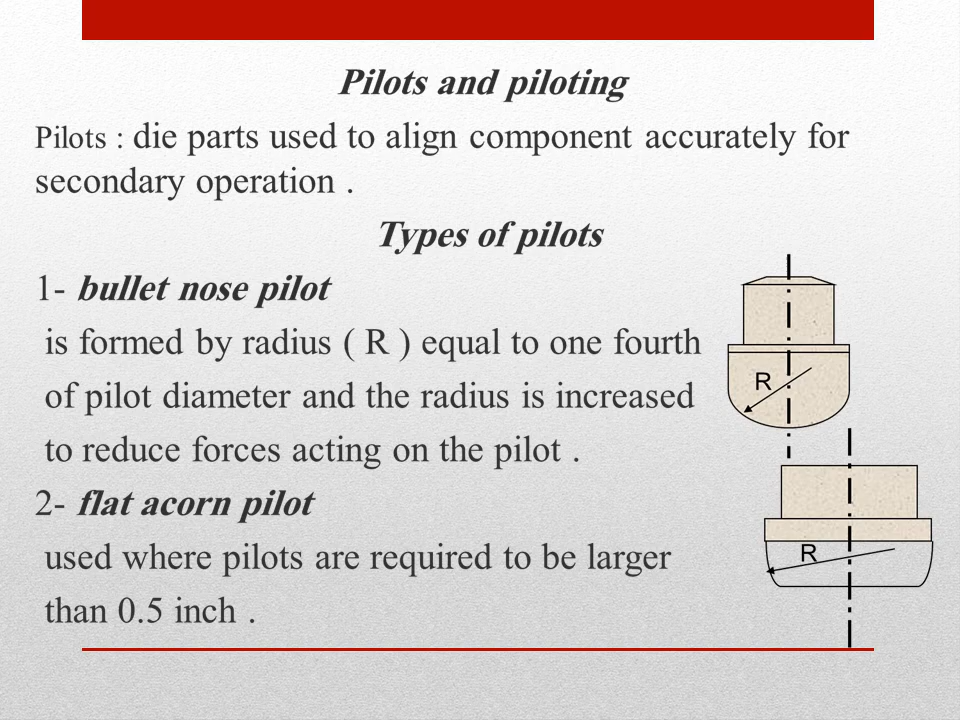 Pilots and piloting
Pilots : die parts used to align component accurately for
secondary operation .
Types of pilots
1- bullet nose pilot
is formed by radius ( R ) equal to one fourth
of pilot diameter and the radius is increased
to reduce forces acting on the pilot .
R
2- flat acorn pilot
used where pilots are required to be larger
than 0.5 inch .
R